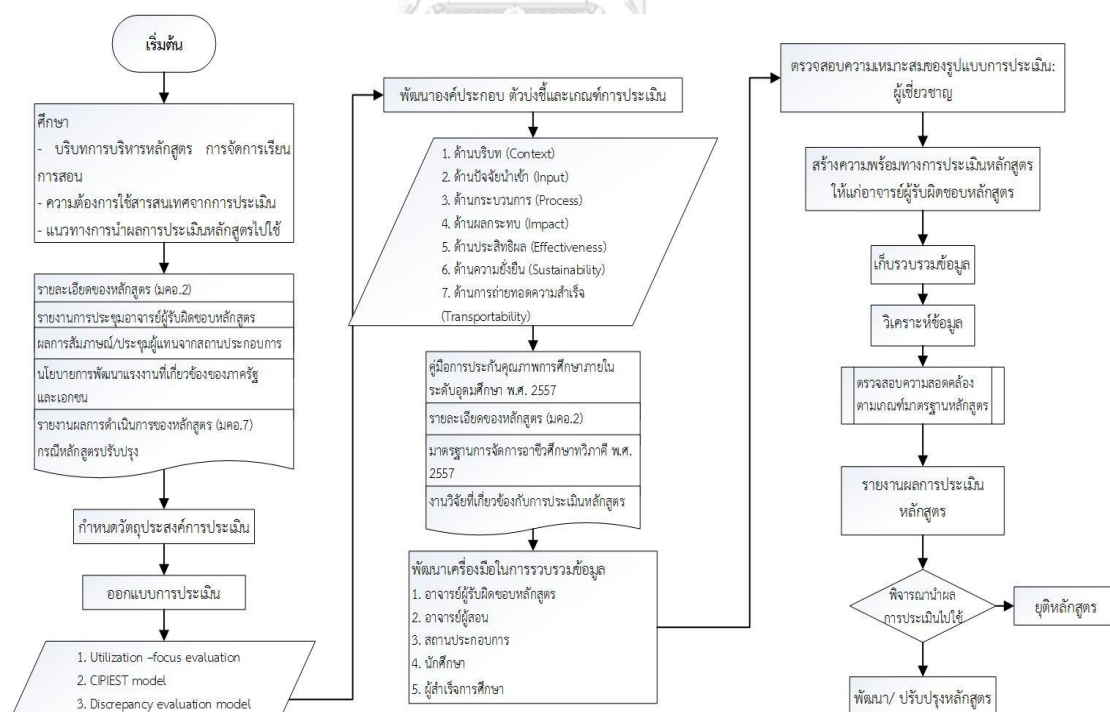 เริ่มต้น
ศึกษา
- บริบทการบริหารหลักสูตร การจัดการเรียน
การสอน
- ความต้องการใช้สารสนเทศจากการประเมิน
- แนวทางการนำผลการประเมินหลักสูตรไปใช้
รายละเอียดของหลักสูตร (มคอ.2)
รายงานการประชุมอาจารย์ผู้รับผิดชอบหลักสูตร
ผลการสัมภาษณ์/ประชุมผู้แทนจากสถานประกอบการ
นโยบายการพัฒนาแรงงานที่เกี่ยวข้องของภาครัฐ
และเอกชน
รายงานผลการดำเนินการของหลักสูตร (มคอ.7)
กรณีหลักสูตรปรับปรุง
กำหนดวัตถุประสงค์การประเมิน
ออกแบบการประเมิน
1. Utilization –focus evaluation
2. CIPIEST model
3. Discrepancy evaluation model
พัฒนาองค์ประกอบ ตัวบ่งชี้และเกณฑ์การประเมิน
1. ด้านบริบท (Context)
2. ด้านปัจจัยนำเข้า (Input)
3. ด้านกระบวนการ (Process)
4. ด้านผลกระทบ (Impact)
5. ด้านประสิทธิผล (Effectiveness)
6. ด้านความยั่งยืน (Sustainability)
7. ด้านการถ่ายทอดความสำเร็จ
(Transportability)
คู่มือการประกันคุณภาพการศึกษาภายใน
ระดับอุดมศึกษา พ.ศ. 2557
รายละเอียดของหลักสูตร (มคอ.2)
มาตรฐานการจัดการอาชีวศึกษาทวิภาคี พ.ศ.
2557
งานวิจัยที่เกี่ยวข้องกับการประเมินหลักสูตร
พัฒนาเครื่องมือในการรวบรวมข้อมูล
1. อาจารย์ผู้รับผิดชอบหลักสูตร
2. อาจารย์ผู้สอน
3. สถานประกอบการ
4. นักศึกษา
5. ผู้สำเร็จการศึกษา
ตรวจสอบความเหมาะสมของรูปแบบการประเมิน:
ผู้เชี่ยวชาญ
สร้างความพร้อมทางการประเมินหลักสูตร
ให้แก่อาจารย์ผู้รับผิดชอบหลักสูตร
เก็บรวบรวมข้อมูล
วิเคราะห์ข้อมูล
ตรวจสอบความสอดคล้อง
ตามเกณฑ์มาตรฐานหลักสูตร
รายงานผลการประเมิน
หลักสูตร
พิจารณานำผล
การประเมินไปใช้
ยุติหลักสูตร
พัฒนา/ ปรับปรุงหลักสูตร